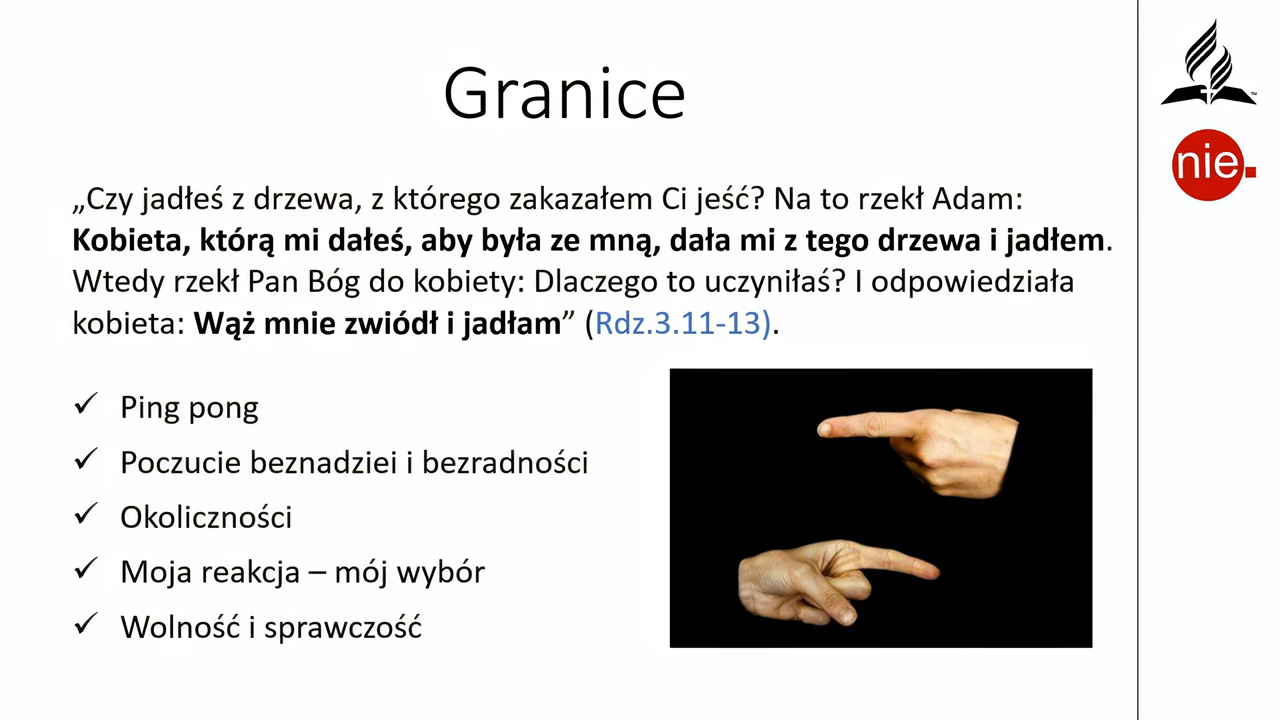 Granice
nie.
„Czy jadłeś z drzewa, z którego zakazałem Ci jeść? Na to rzekł Adam:
Kobieta, którą mi dałeś, aby była ze mną, dała mi z tego drzewa i jadłem.
Wtedy rzekł Pan Bóg do kobiety: Dlaczego to uczyniłaś? I odpowiedziała
kobieta: Wąż mnie zwiódł i jadłam” (Rdz.3.11-13).
✓ Ping pong
✓ Poczucie beznadziei i bezradności
✓ Okoliczności
✓ Moja reakcja – mój wybór
✓ Wolność i sprawczość